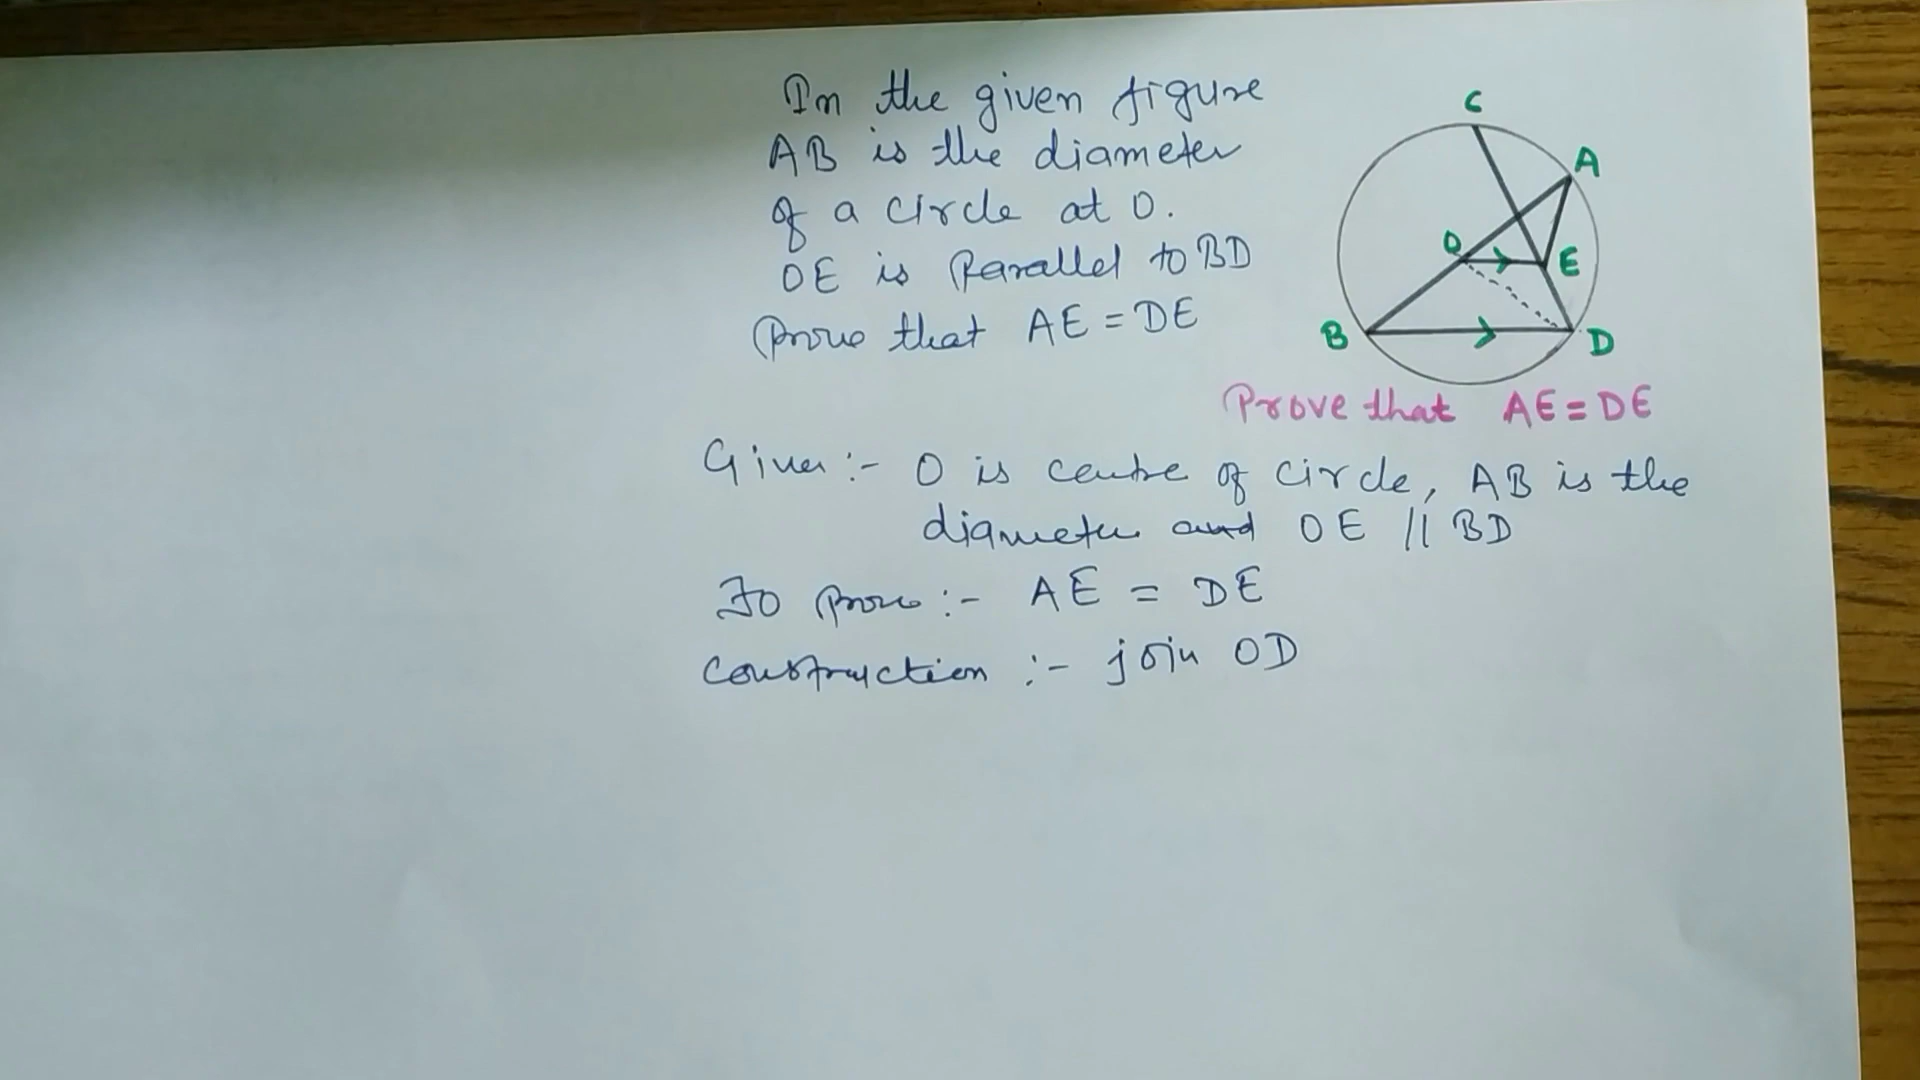 In the given figure
AB is the diameter
of a circle at O.
OE is Parallel to BD
Prove that AE = DE
C
A
O
E
B
D
Prove that AE = DE
Given :- O is centre of circle, AB is the
diameter and OE || BD
To prove :- AE = DE
Construction :- join OD